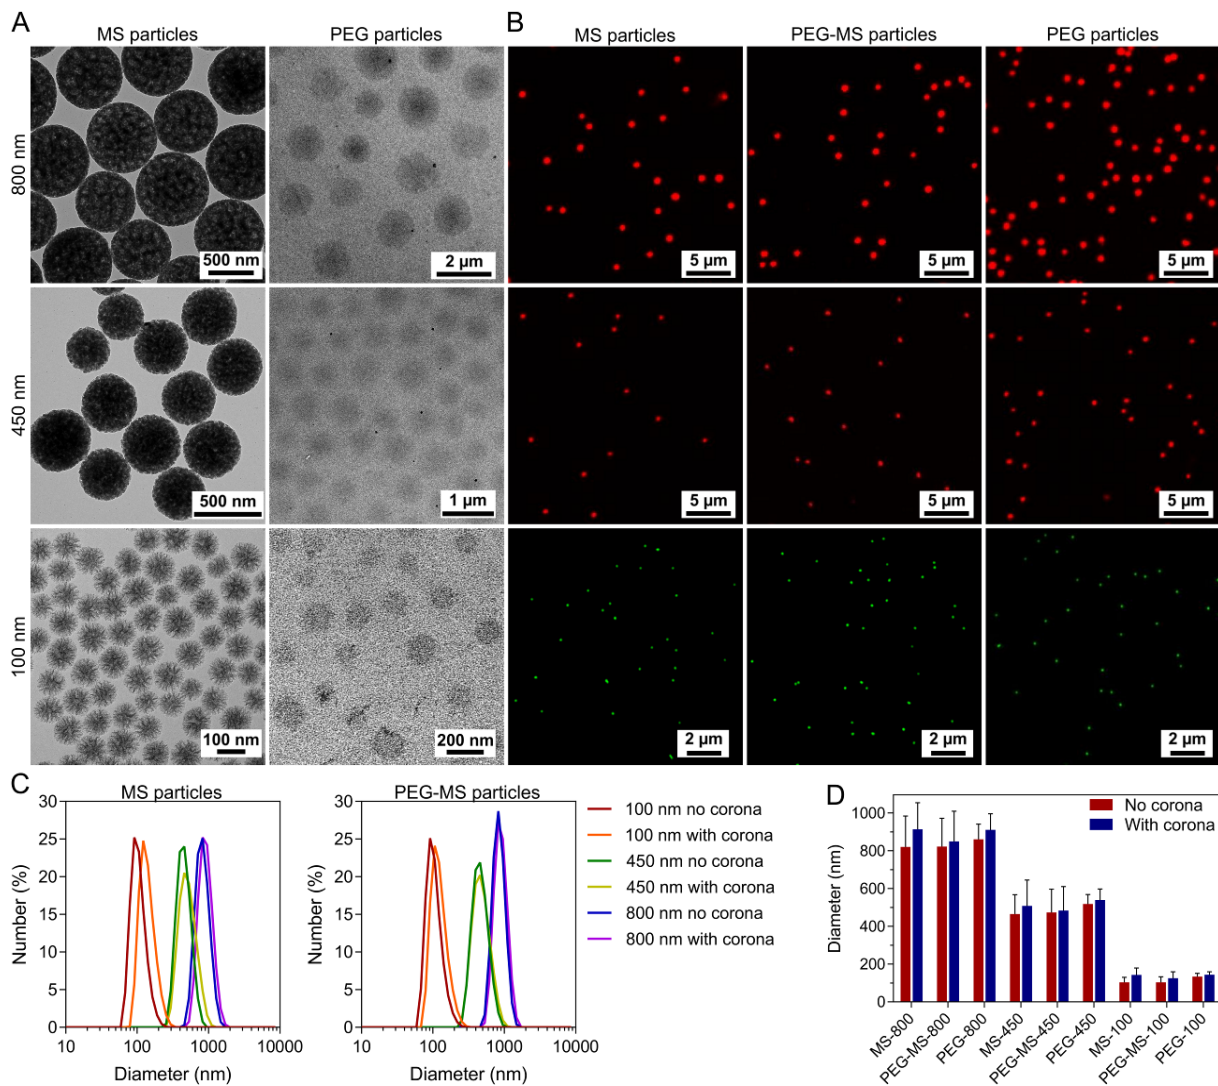 A
B
MS particles
PEG particles
MS particles
PEG-MS particles
PEG particles
800 nm
500 nm
2 µm
5 µm
5 µm
5 µm
450 nm
500 nm
1 µm
5 µm
5 µm
5 µm
100 nm
100 nm
200 nm
2 µm
2 µm
2 µm
C
MS particles
PEG-MS particles
Number (%)
30
25
20
15
10
5
0
10
100
1000
10000
Diameter (nm)
Number (%)
30
25
20
15
10
5
0
10
100
1000
10000
Diameter (nm)
100 nm no corona
100 nm with corona
450 nm no corona
450 nm with corona
800 nm no corona
800 nm with corona
D
No corona
With corona
Diameter (nm)
1000
800
600
400
200
0
MS-800
PEG-MS-800
PEG-800
MS-450
PEG-MS-450
PEG-450
MS-100
PEG-MS-100
PEG-100